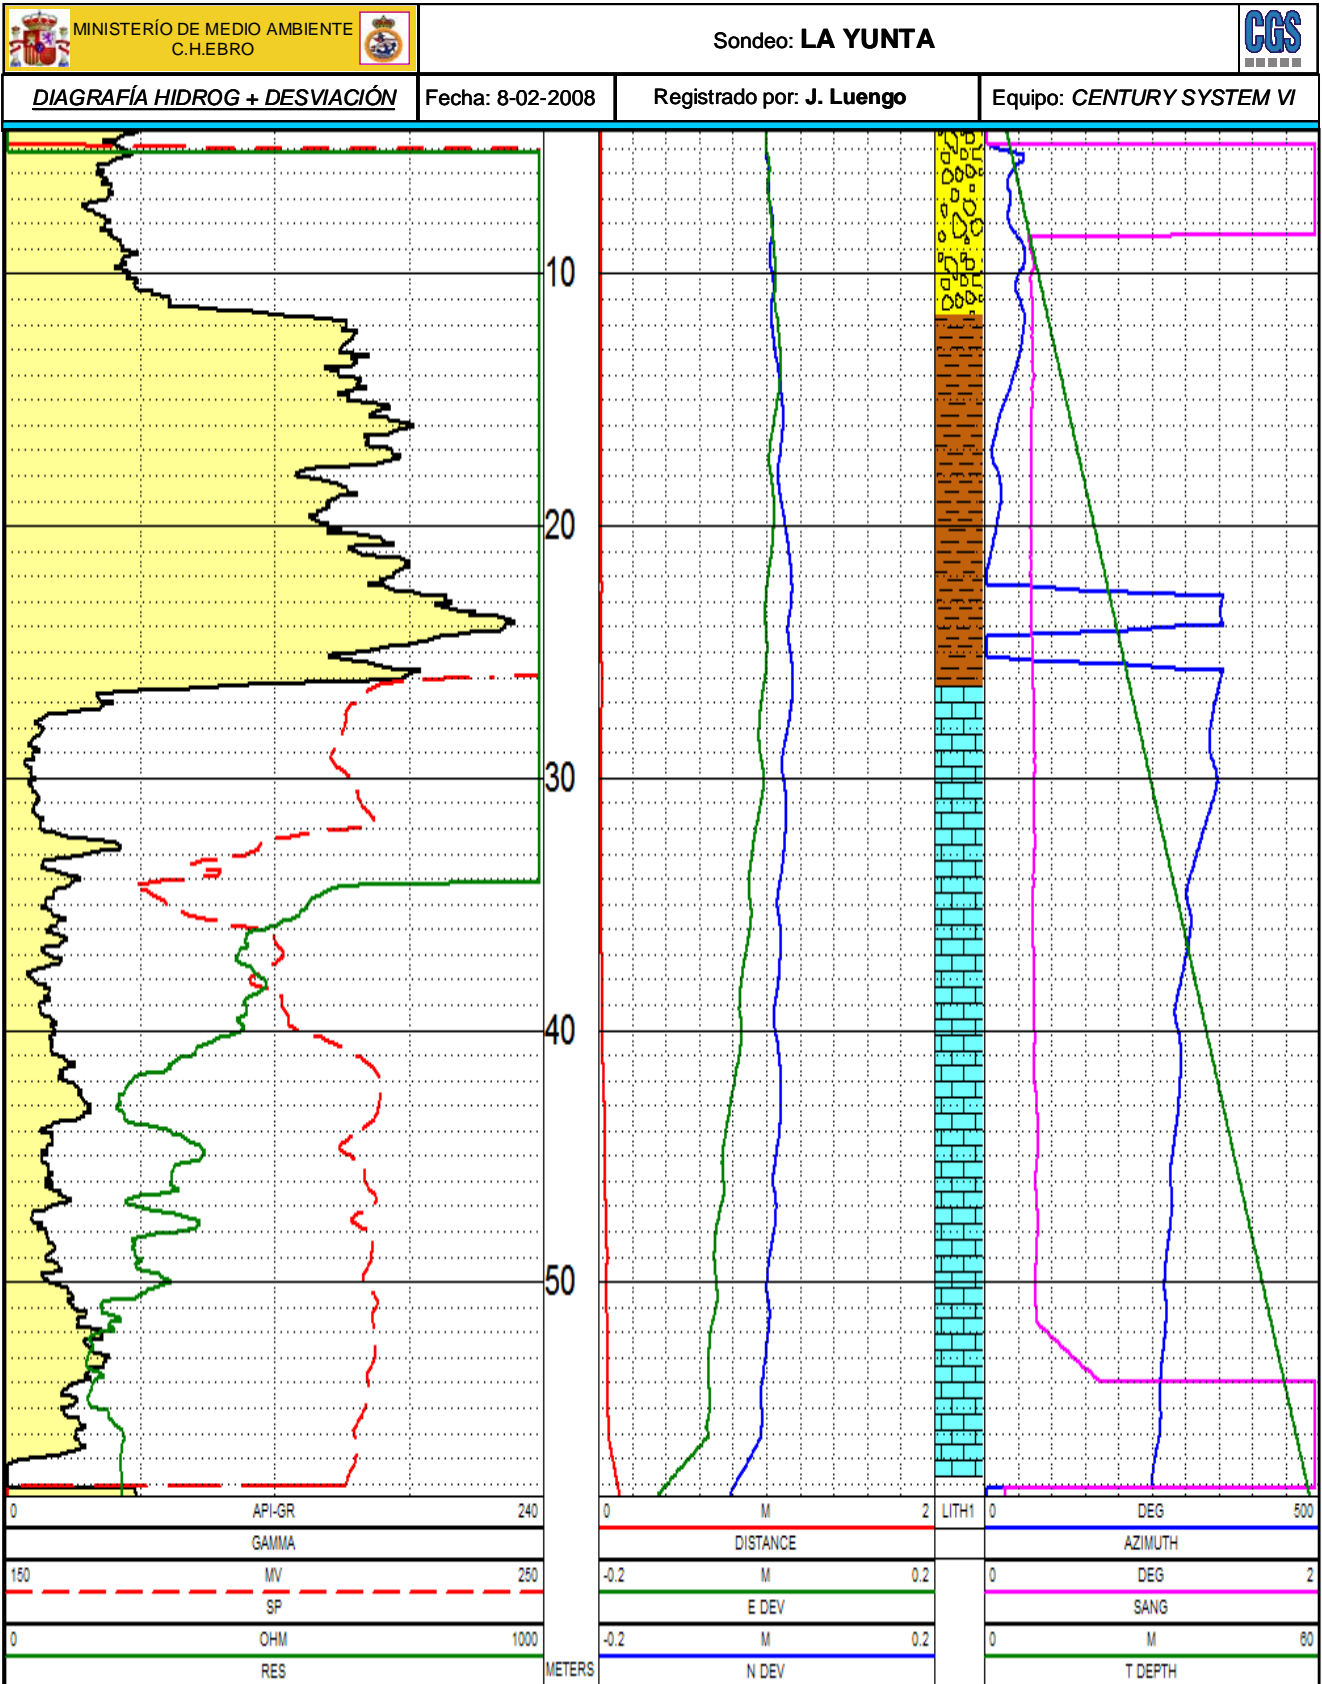 MINISTERÍO DE MEDIO AMBIENTE
C.H.EBRO
Sondeo: LA YUNTA
CGS
DIAGRAFÍA HIDROG + DESVIACIÓN
Fecha: 8-02-2008
Registrado por: J. Luengo
Equipo: CENTURY SYSTEM VI
10
20
30
40
50
0 API-GR 240
GAMMA
150 MV 250
SP
0 OHM 1000
RES
METERS
0 M 2
DISTANCE
-0.2 M 0.2
E DEV
-0.2 M 0.2
N DEV
LITH1
0 DEG 500
AZIMUTH
0 DEG 2
SANG
0 M 60
T DEPTH